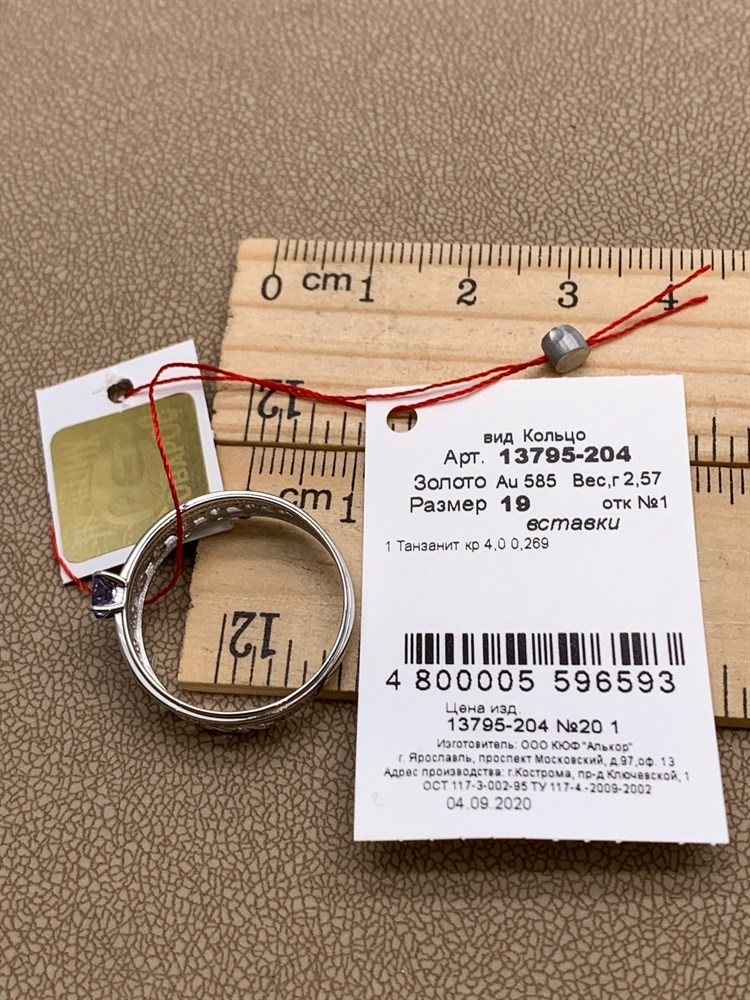 0 cm 1 2 3 4
12
cm 1
12
вид Кольцо
Арт. 13795-204
Золото Au 585 Вес,г 2,57
Размер 19 отк №1
вставки
1 Танзанит кр 4,0 0,269
4 800005 596593
Цена изд.
13795-204 №20 1
Изготовитель: ООО КЮФ "Алькор"
г. Ярославль, проспект Московский, д.97,оф. 13
Адрес производства: г.Кострома, пр-д Ключевской, 1
ОСТ 117-3-002-95 ТУ 117-4.-2009-2002
04.09.2020